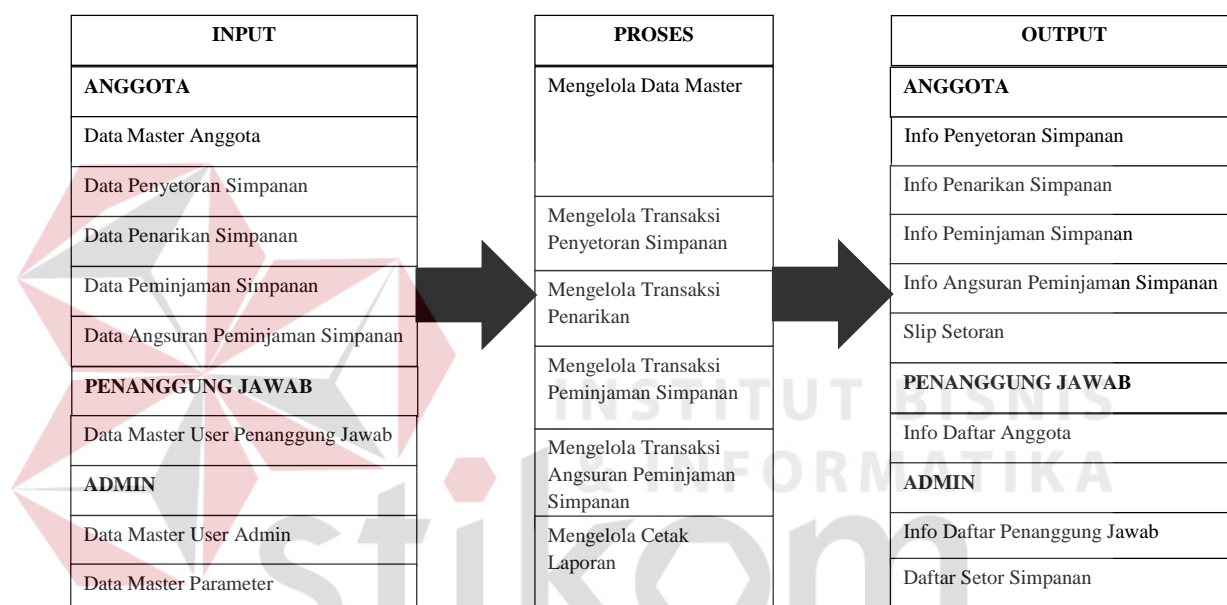 INPUT
ANGGOTA
Data Master Anggota
Data Penyetoran Simpanan
Data Penarikan Simpanan
Data Peminjaman Simpanan
Data Angsuran Peminjaman Simpanan
PENANGGUNG JAWAB
Data Master User Penanggung Jawab
ADMIN
Data Master User Admin
Data Master Parameter
PROSES
Mengelola Data Master
Mengelola Transaksi
Penyetoran Simpanan
Mengelola Transaksi
Penarikan
Mengelola Transaksi
Peminjaman Simpanan
Mengelola Transaksi
Angsuran Peminjaman
Simpanan
Mengelola Cetak
Laporan
OUTPUT
ANGGOTA
Info Penyetoran Simpanan
Info Penarikan Simpanan
Info Peminjaman Simpanan
Info Angsuran Peminjaman Simpanan
Slip Setoran
PENANGGUNG JAWAB
Info Daftar Anggota
ADMIN
Info Daftar Penanggung Jawab
Daftar Setor Simpanan
INSTITUT BISNIS
& INFORMATIKA
stikom